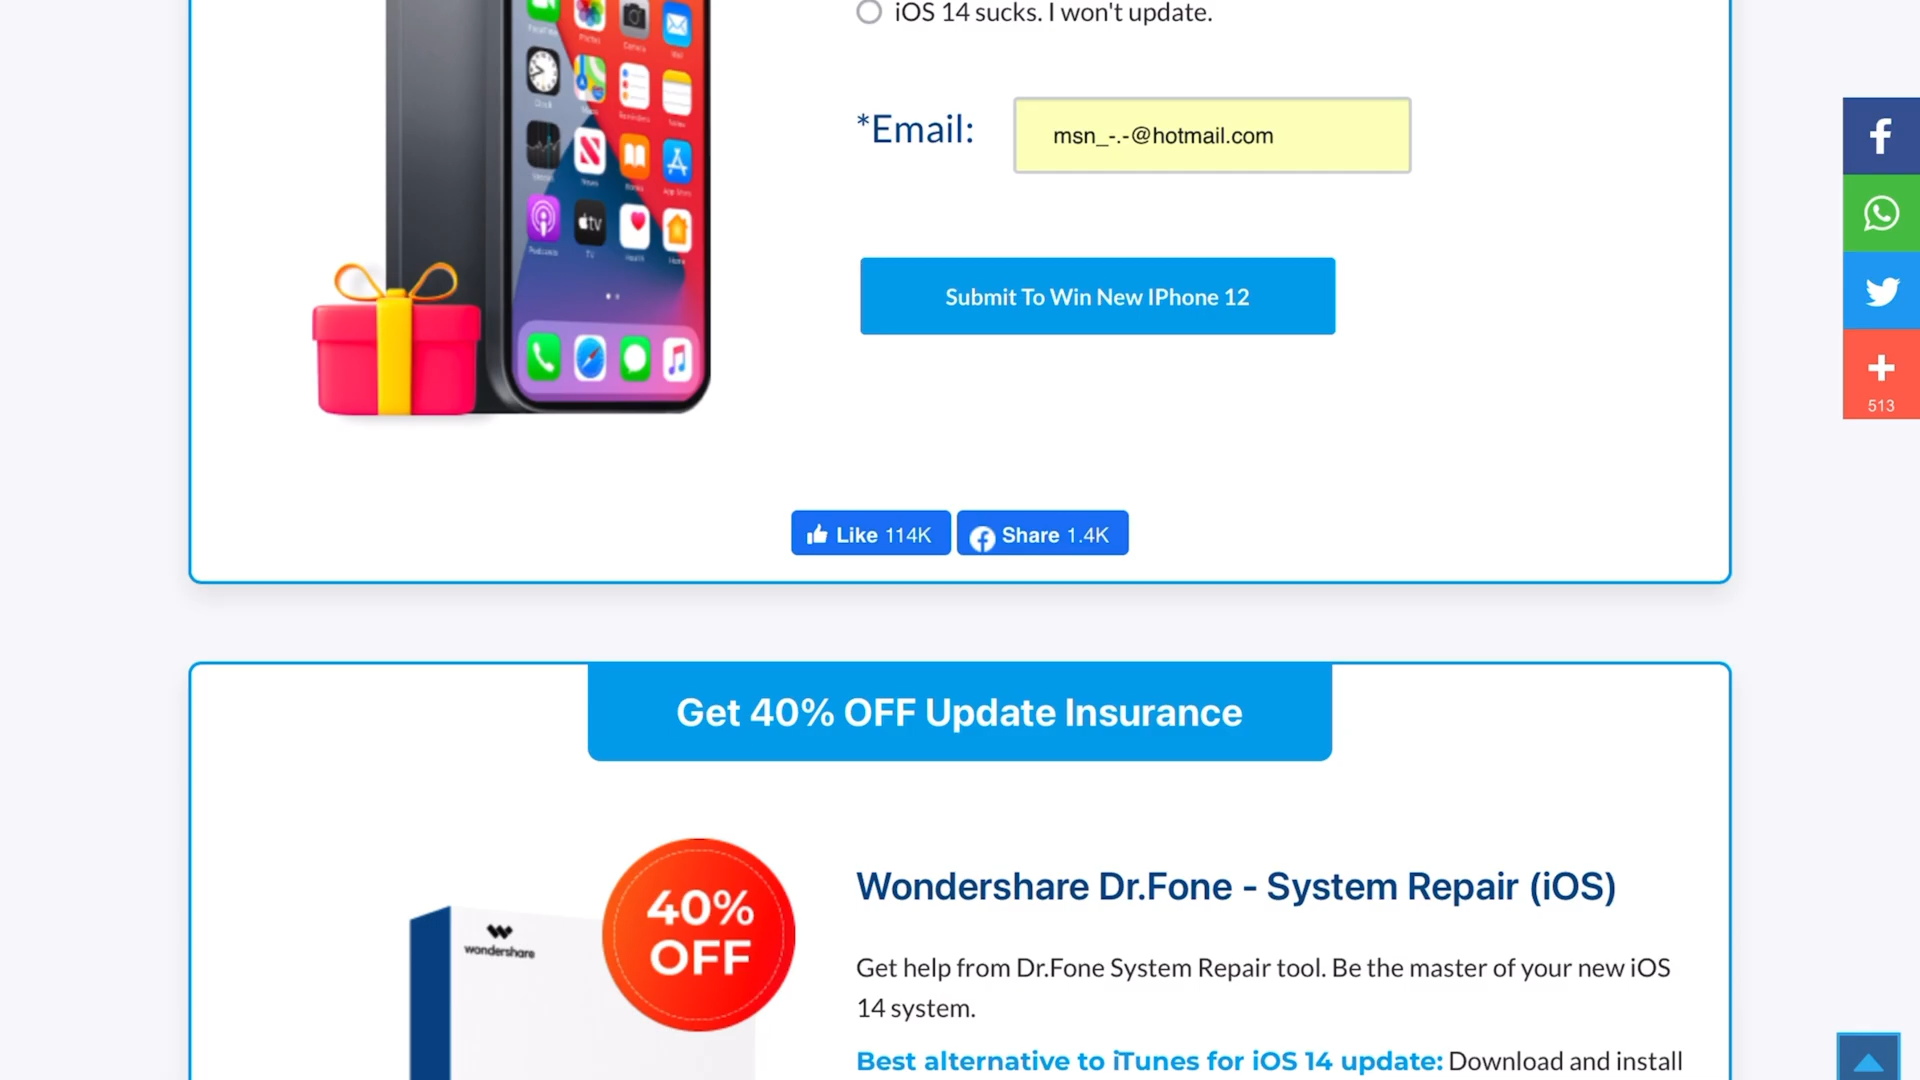 iOS 14 sucks. I won't update.
*Email:
msn_-.-@hotmail.com
Submit To Win New IPhone 12
513
Like 114K
Share 1.4K
Get 40% OFF Update Insurance
40%
OFF
wondershare
Wondershare Dr.Fone - System Repair (iOS)
Get help from Dr.Fone System Repair tool. Be the master of your new iOS
14 system.
Best alternative to iTunes for iOS 14 update: Download and install
tv